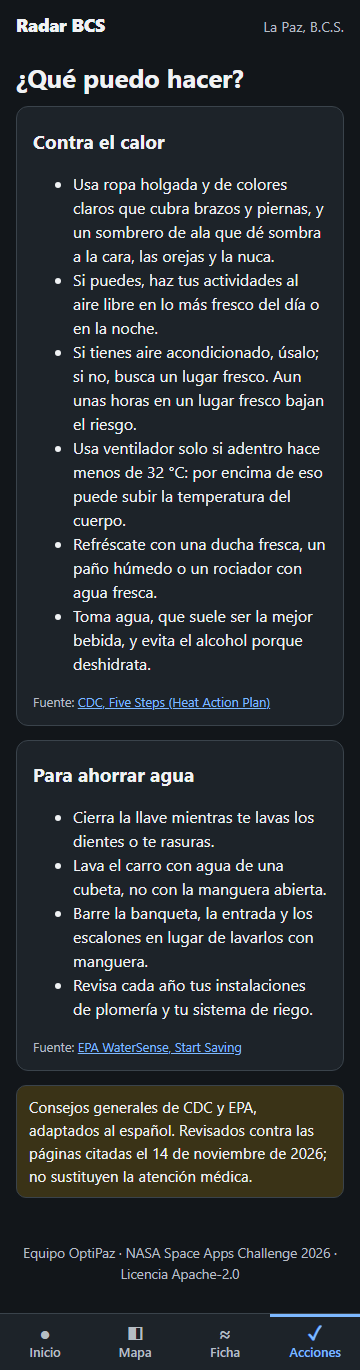 Radar BCS
La Paz, B.C.S.
¿Qué puedo hacer?
Contra el calor
• Usa ropa holgada y de colores
claros que cubra brazos y piernas, y
un sombrero de ala que dé sombra
a la cara, las orejas y la nuca.
• Si puedes, haz tus actividades al
aire libre en lo más fresco del día o
en la noche.
• Si tienes aire acondicionado, úsalo;
si no, busca un lugar fresco. Aun
unas horas en un lugar fresco bajan
el riesgo.
• Usa ventilador solo si adentro hace
menos de 32 °C: por encima de eso
puede subir la temperatura del
cuerpo.
• Refréscate con una ducha fresca, un
paño húmedo o un rociador con
agua fresca.
• Toma agua, que suele ser la mejor
bebida, y evita el alcohol porque
deshidrata.
Fuente: CDC, Five Steps (Heat Action Plan)
Para ahorrar agua
• Cierra la llave mientras te lavas los
dientes o te rasuras.
• Lava el carro con agua de una
cubeta, no con la manguera abierta.
• Barre la banqueta, la entrada y los
escalones en lugar de lavarlos con
manguera.
• Revisa cada año tus instalaciones
de plomería y tu sistema de riego.
Fuente: EPA WaterSense, Start Saving
Consejos generales de CDC y EPA,
adaptados al español. Revisados contra las
páginas citadas el 14 de noviembre de 2026;
no sustituyen la atención médica.
Equipo OptiPaz · NASA Space Apps Challenge 2026 ·
Licencia Apache-2.0
Inicio
Mapa
Ficha
Acciones